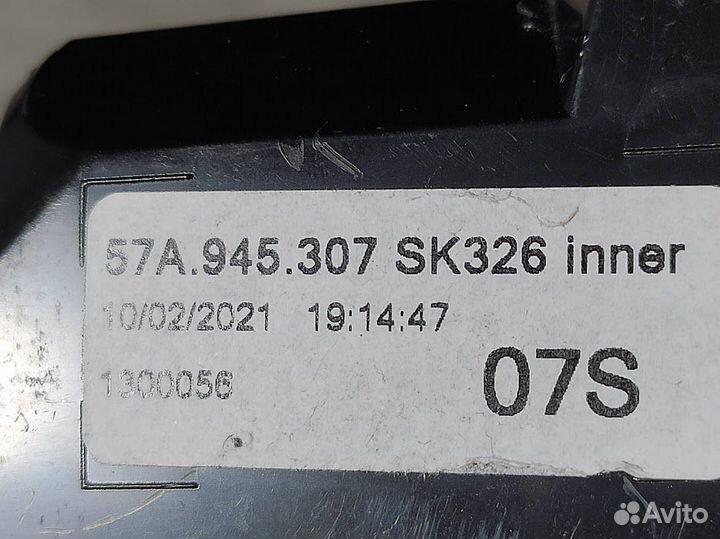 57A.945.307 SK326 inner
10/02/2021 19:14:47
1300056
07S
Avito